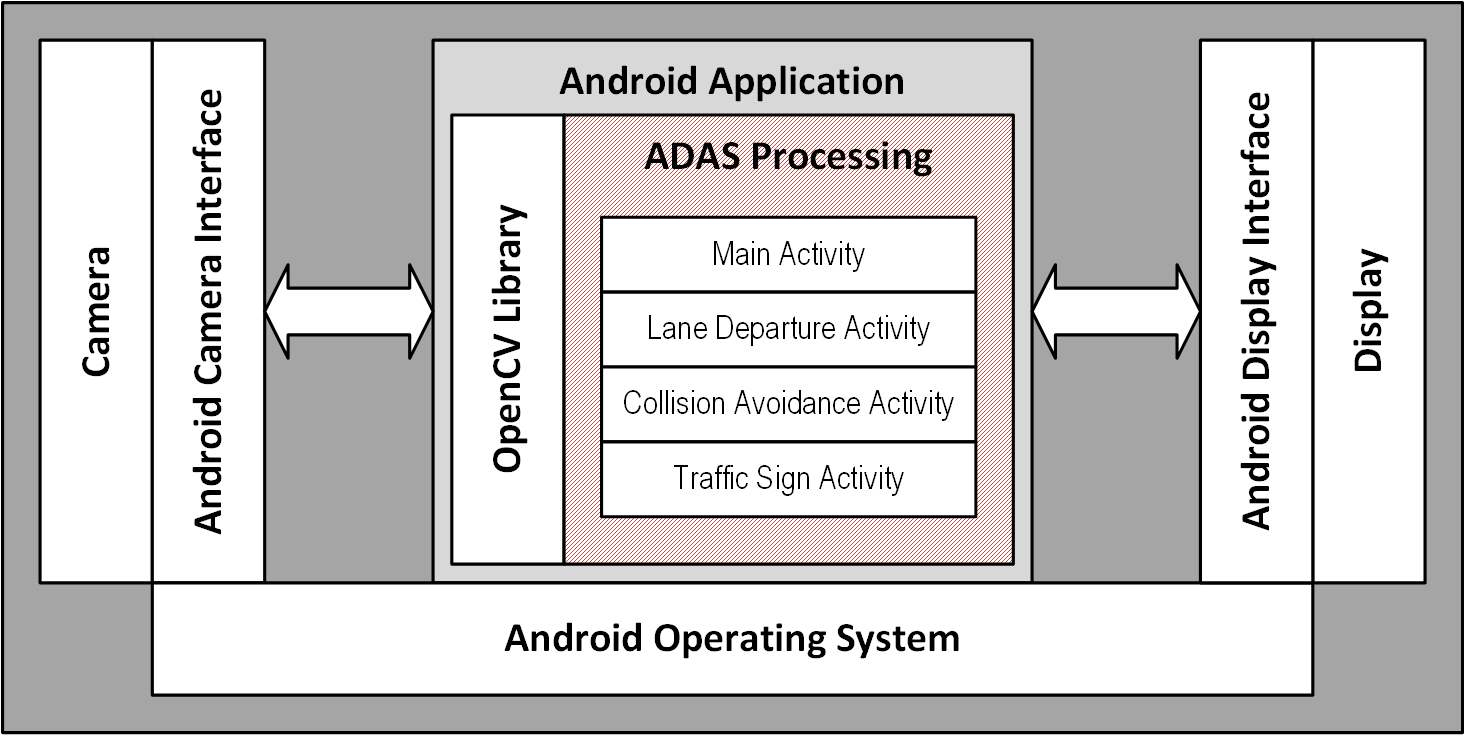 Camera
Android Camera Interface
Android Application
OpenCV Library
ADAS Processing
Main Activity
Lane Departure Activity
Collision Avoidance Activity
Traffic Sign Activity
Android Display Interface
Display
Android Operating System